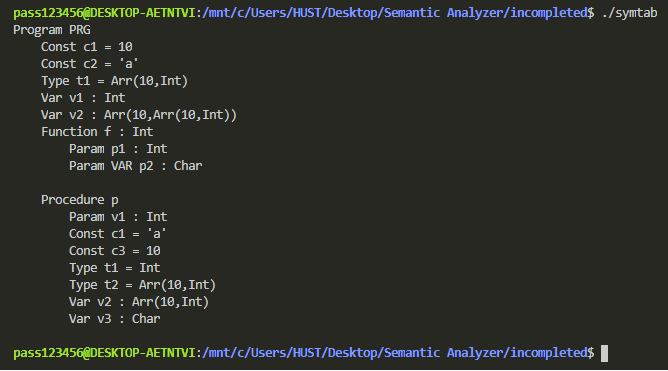 pass123456@DESKTOP-AETNTVI:/mnt/c/Users/HUST/Desktop/Semantic Analyzer/incompleted$ ./symtab
Program PRG
    Const c1 = 10
    Const c2 = 'a'
    Type t1 = Arr(10,Int)
    Var v1 : Int
    Var v2 : Arr(10,Arr(10,Int))
    Function f : Int
        Param p1 : Int
        Param VAR p2 : Char

    Procedure p
        Param v1 : Int
        Const c1 = 'a'
        Const c3 = 10
        Type t1 = Int
        Type t2 = Arr(10,Int)
        Var v2 : Arr(10,Int)
        Var v3 : Char

pass123456@DESKTOP-AETNTVI:/mnt/c/Users/HUST/Desktop/Semantic Analyzer/incompleted$